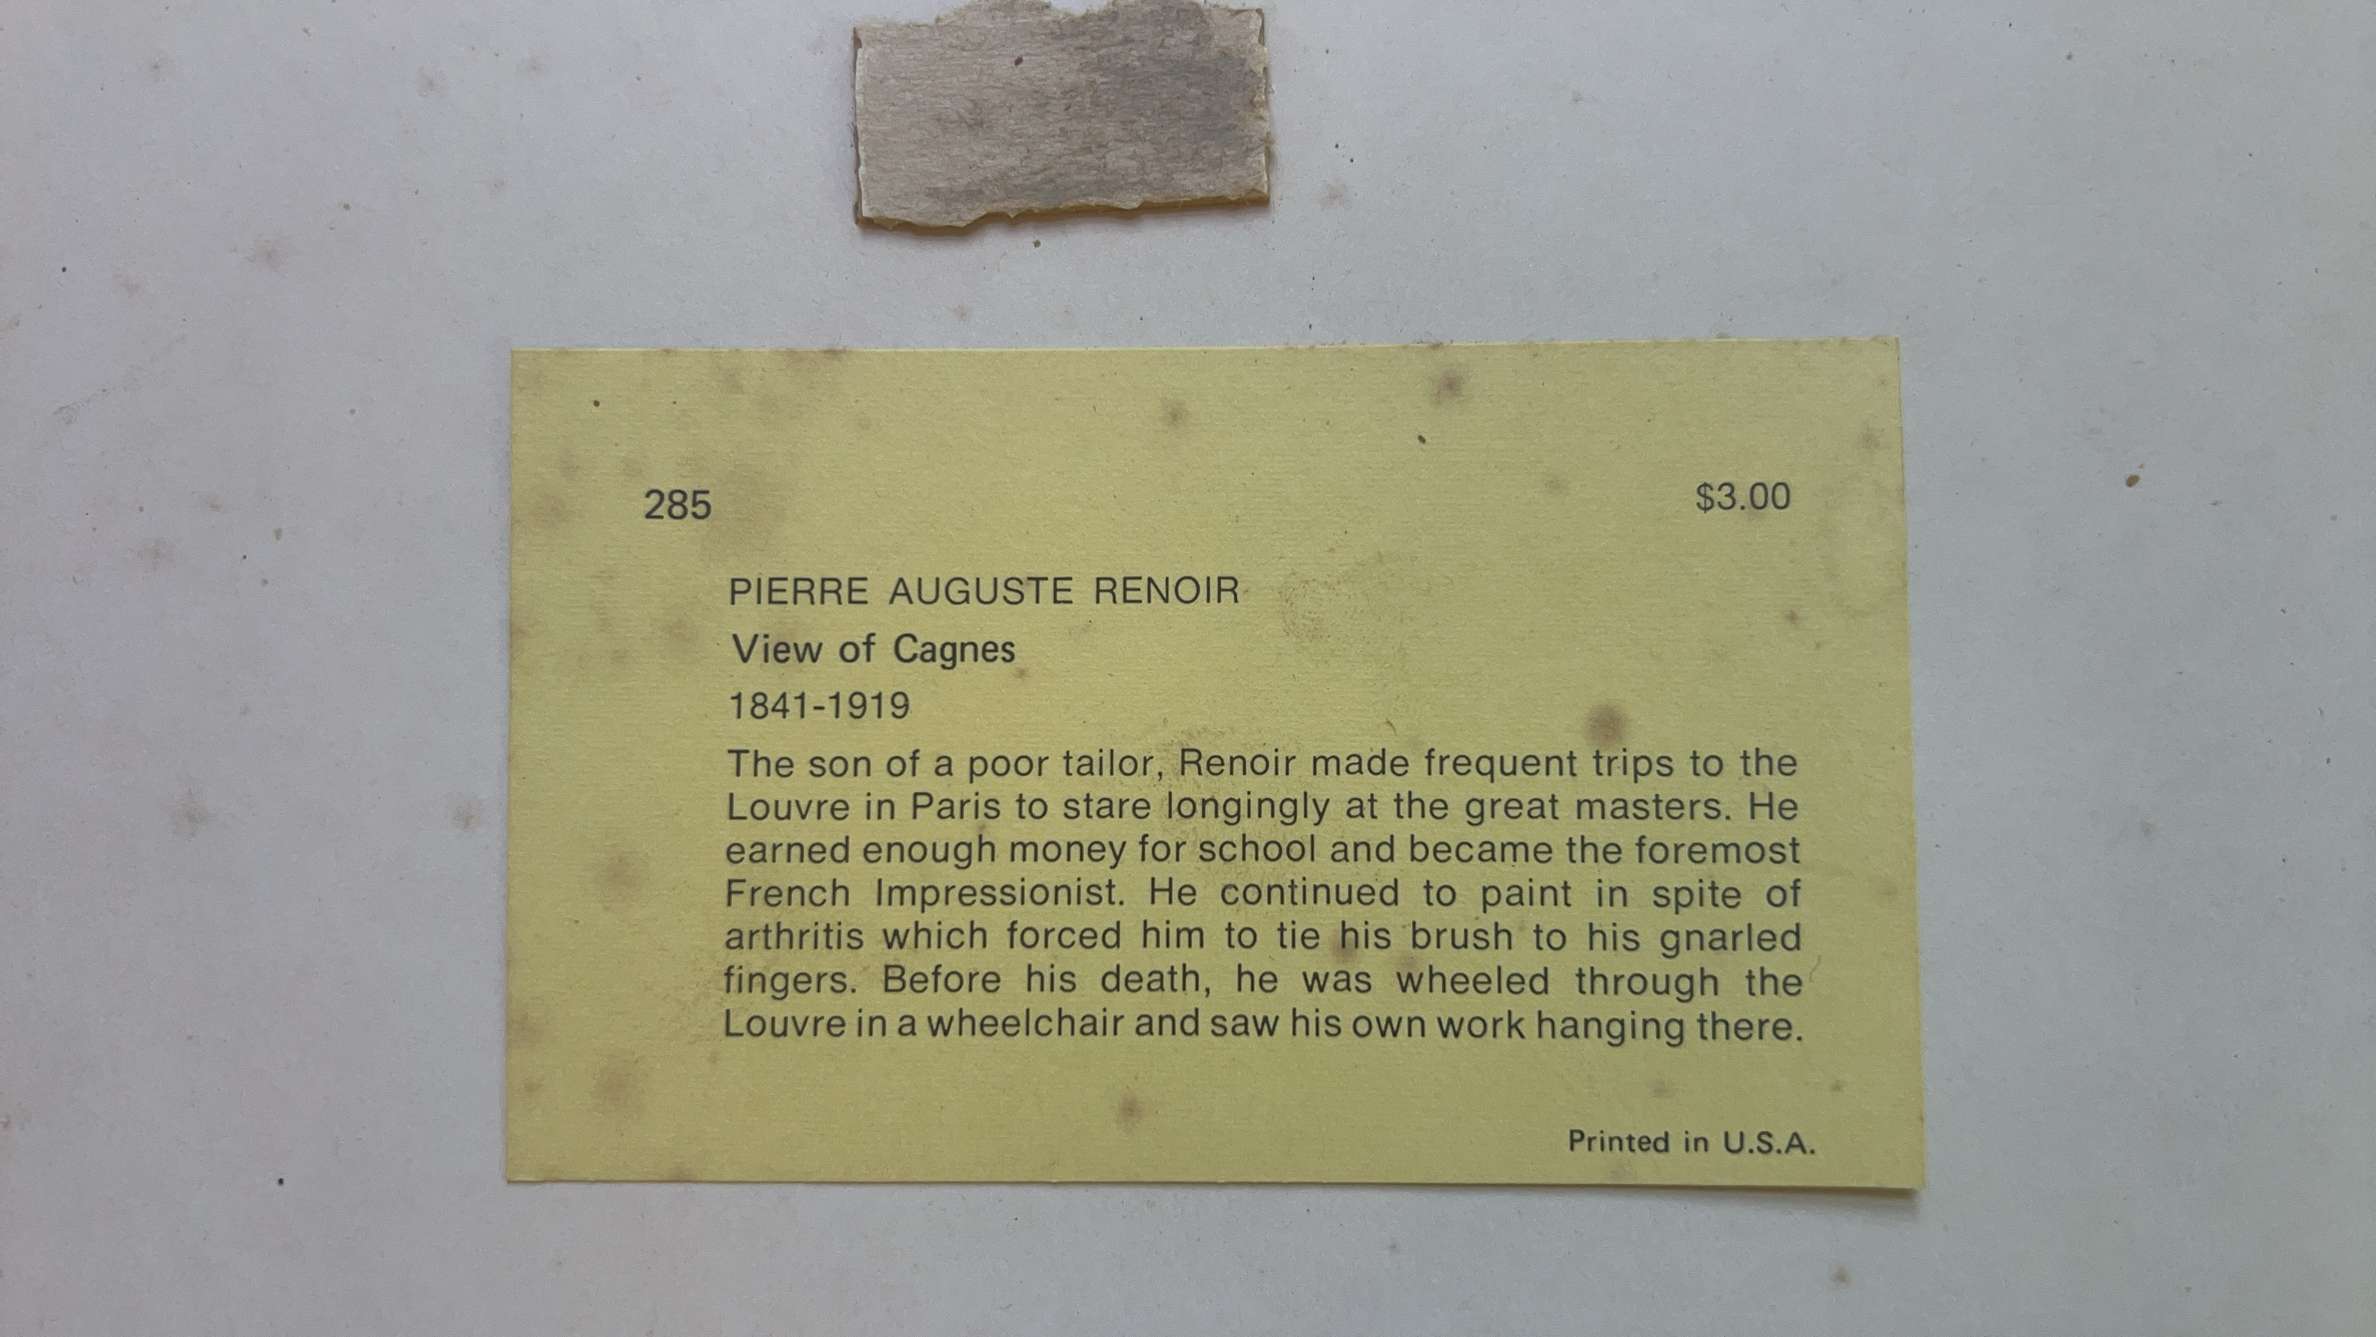 285
$3.00
PIERRE AUGUSTE RENOIR
View of Cagnes
1841-1919
The son of a poor tailor, Renoir made frequent trips to the
Louvre in Paris to stare longingly at the great masters. He
earned enough money for school and became the foremost
French Impressionist. He continued to paint in spite of
arthritis which forced him to tie his brush to his gnarled
fingers. Before his death, he was wheeled through the
Louvre in a wheelchair and saw his own work hanging there.
Printed in U.S.A.